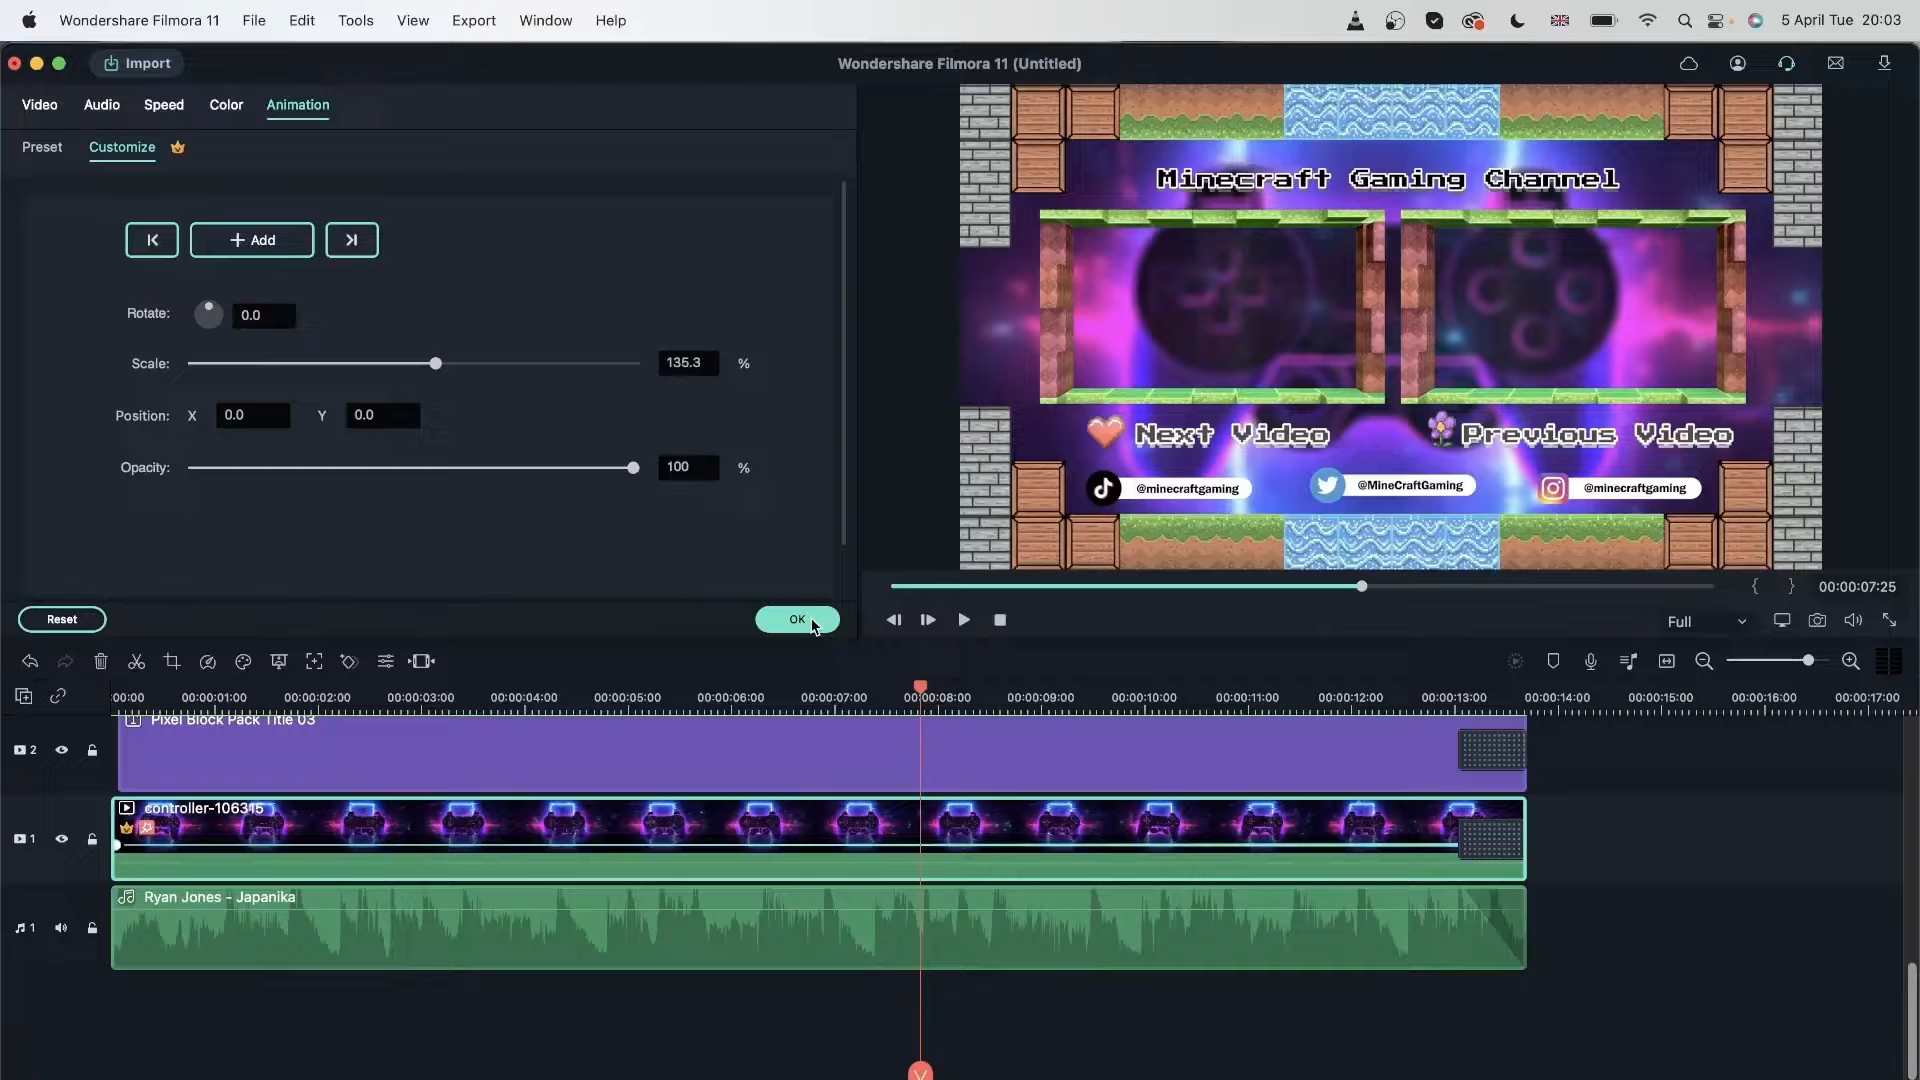 Wondershare Filmora 11 File Edit Tools View Export Window Help 5 April Tue 20:03
Import Wondershare Filmora 11 (Untitled)
Video Audio Speed Color Animation
Preset Customize
Add
Rotate: 0.0
Scale: 135.3 %
Position: X 0.0 Y 0.0
Opacity: 100 %
Reset OK
Minecraft Gaming Channel
Next Video Previous Video
@minecraftgaming @MineCraftGaming @minecraftgaming
{ } 00:00:07:25
Full
:00:00 00:00:01:00 00:00:02:00 00:00:03:00 00:00:04:00 00:00:05:00 00:00:06:00 00:00:07:00 00:00:08:00 00:00:09:00 00:00:10:00 00:00:11:00 00:00:12:00 00:00:13:00 00:00:14:00 00:00:15:00 00:00:16:00 00:00:17:00
Pixel Block Pack Title 03
2
controller-106315
1
Ryan Jones - Japanika
1